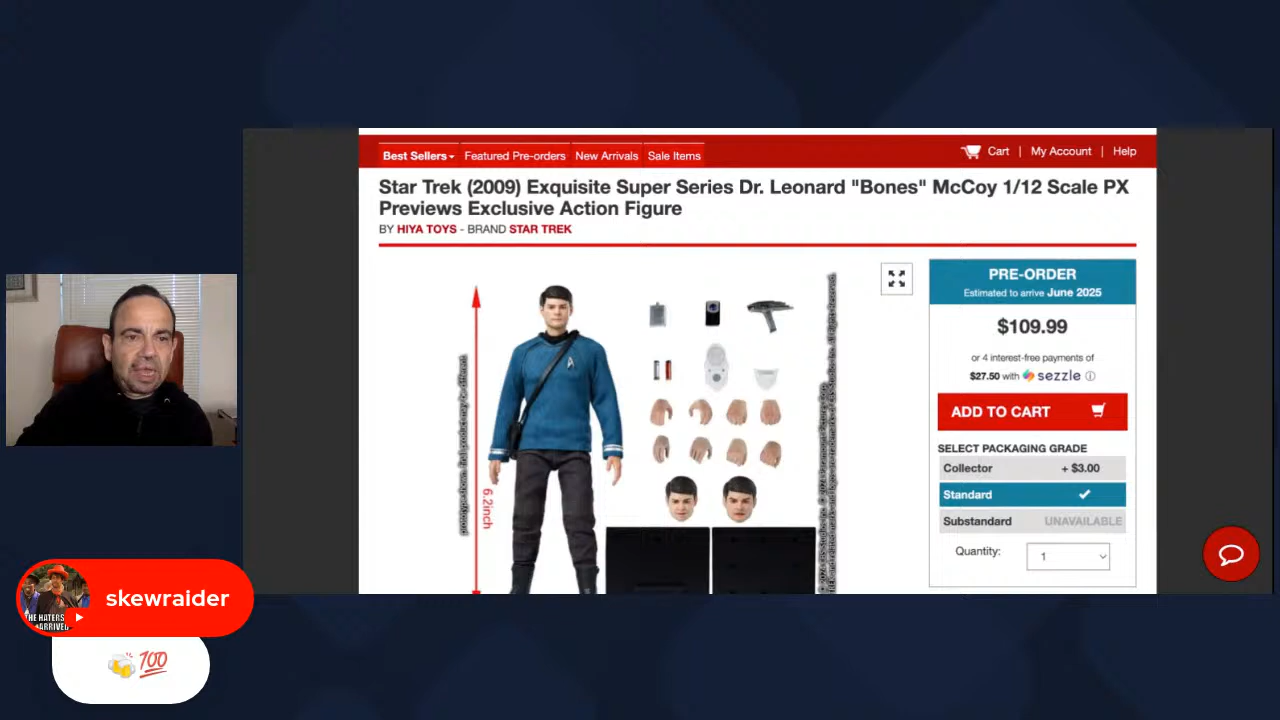 Best Sellers
Featured Pre-orders
New Arrivals
Sale Items
Cart | My Account | Help
Star Trek (2009) Exquisite Super Series Dr. Leonard "Bones" McCoy 1/12 Scale PX
Previews Exclusive Action Figure
BY HIYA TOYS - BRAND STAR TREK
6.2inch
PRE-ORDER
Estimated to arrive June 2025
$109.99
or 4 interest-free payments of
$27.50 with sezzle
ADD TO CART
SELECT PACKAGING GRADE
Collector + $3.00
Standard
Substandard UNAVAILABLE
Quantity: 1
THE HATERS
ARRIVED
skewraider
100